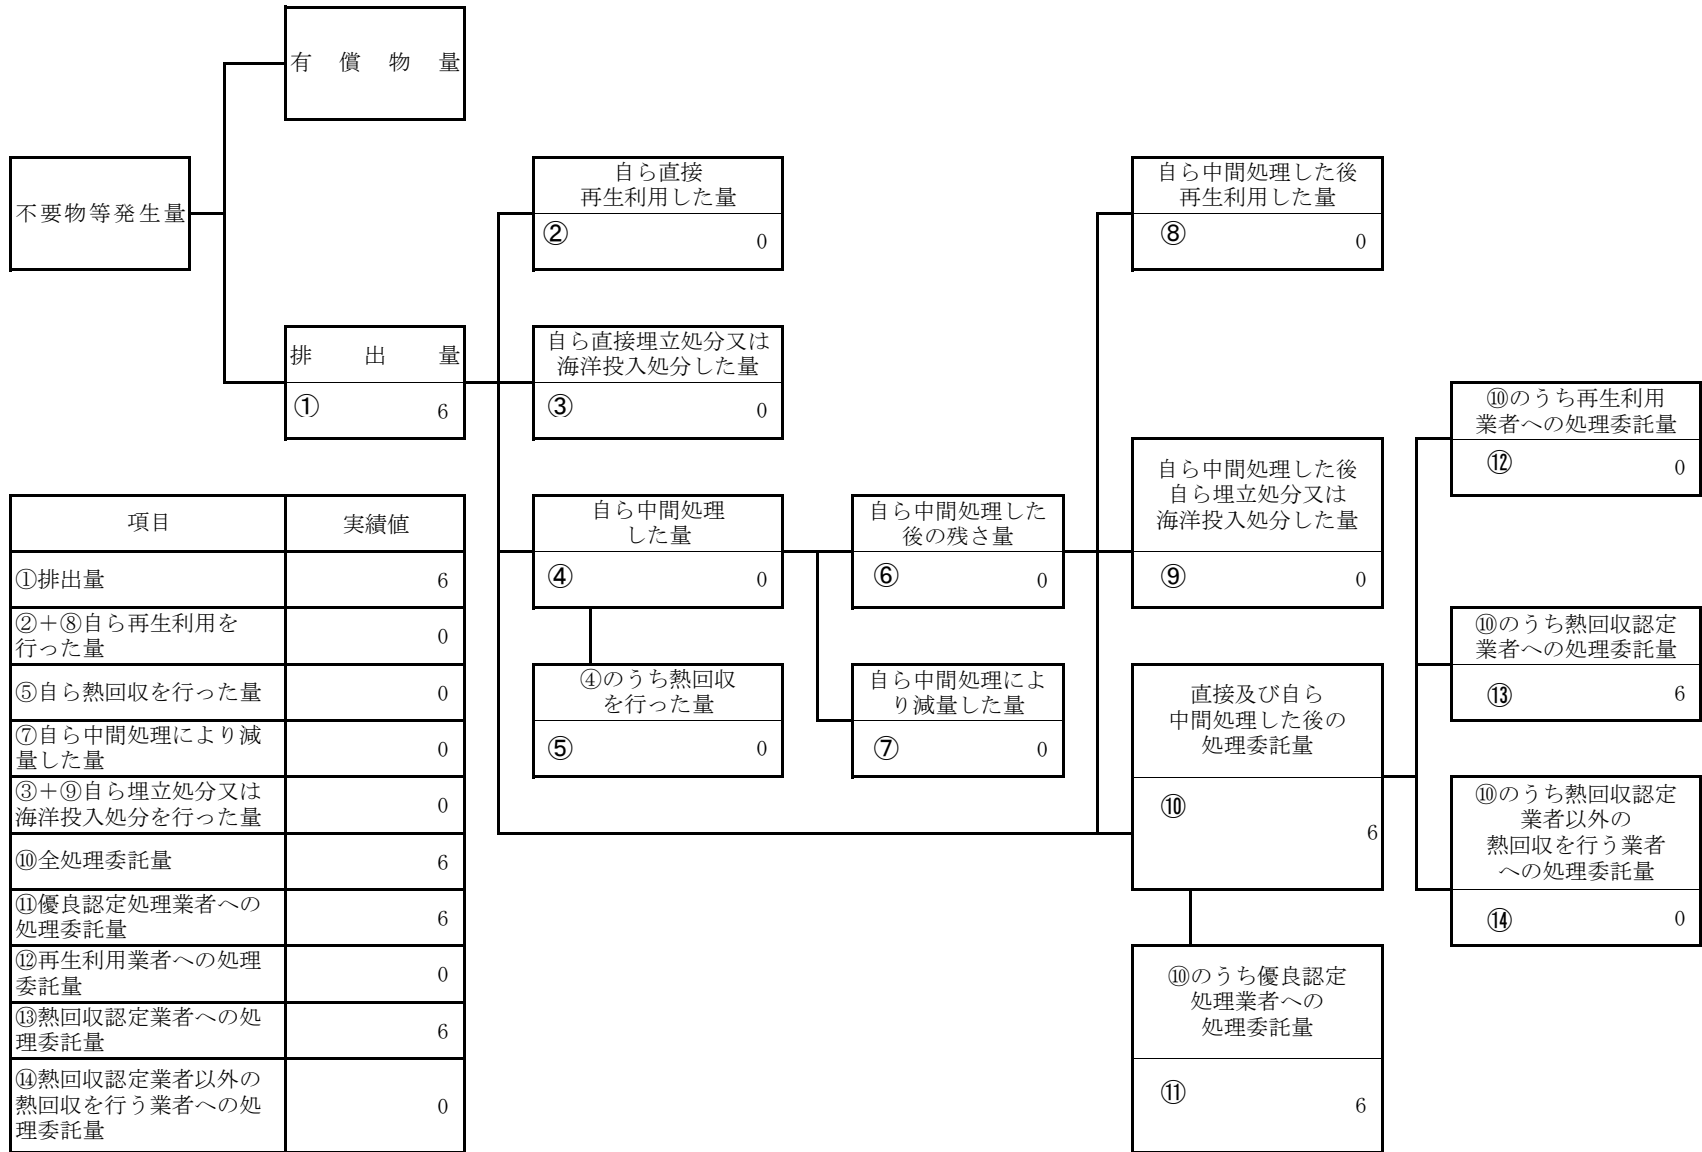 有償物量
不要物等発生量
排出量
① 6
自ら直接
再生利用した量
② 0
自ら直接埋立処分又は
海洋投入処分した量
③ 0
自ら中間処理
した量
④ 0
④のうち熱回収
を行った量
⑤ 0
自ら中間処理した
後の残さ量
⑥ 0
自ら中間処理によ
り減量した量
⑦ 0
自ら中間処理した後
再生利用した量
⑧ 0
自ら中間処理した後
自ら埋立処分又は
海洋投入処分した量
⑨ 0
直接及び自ら
中間処理した後の
処理委託量
⑩ 6
⑩のうち優良認定
処理業者への
処理委託量
⑪ 6
⑩のうち再生利用
業者への処理委託量
⑫ 0
⑩のうち熱回収認定
業者への処理委託量
⑬ 6
⑩のうち熱回収認定
業者以外の
熱回収を行う業者
への処理委託量
⑭ 0
項目 実績値
①排出量 6
②＋⑧自ら再生利用を
行った量 0
⑤自ら熱回収を行った量 0
⑦自ら中間処理により減
量した量 0
③＋⑨自ら埋立処分又は
海洋投入処分を行った量 0
⑩全処理委託量 6
⑪優良認定処理業者への
処理委託量 6
⑫再生利用業者への処理
委託量 0
⑬熱回収認定業者への処
理委託量 6
⑭熱回収認定業者以外の
熱回収を行う業者への処
理委託量 0